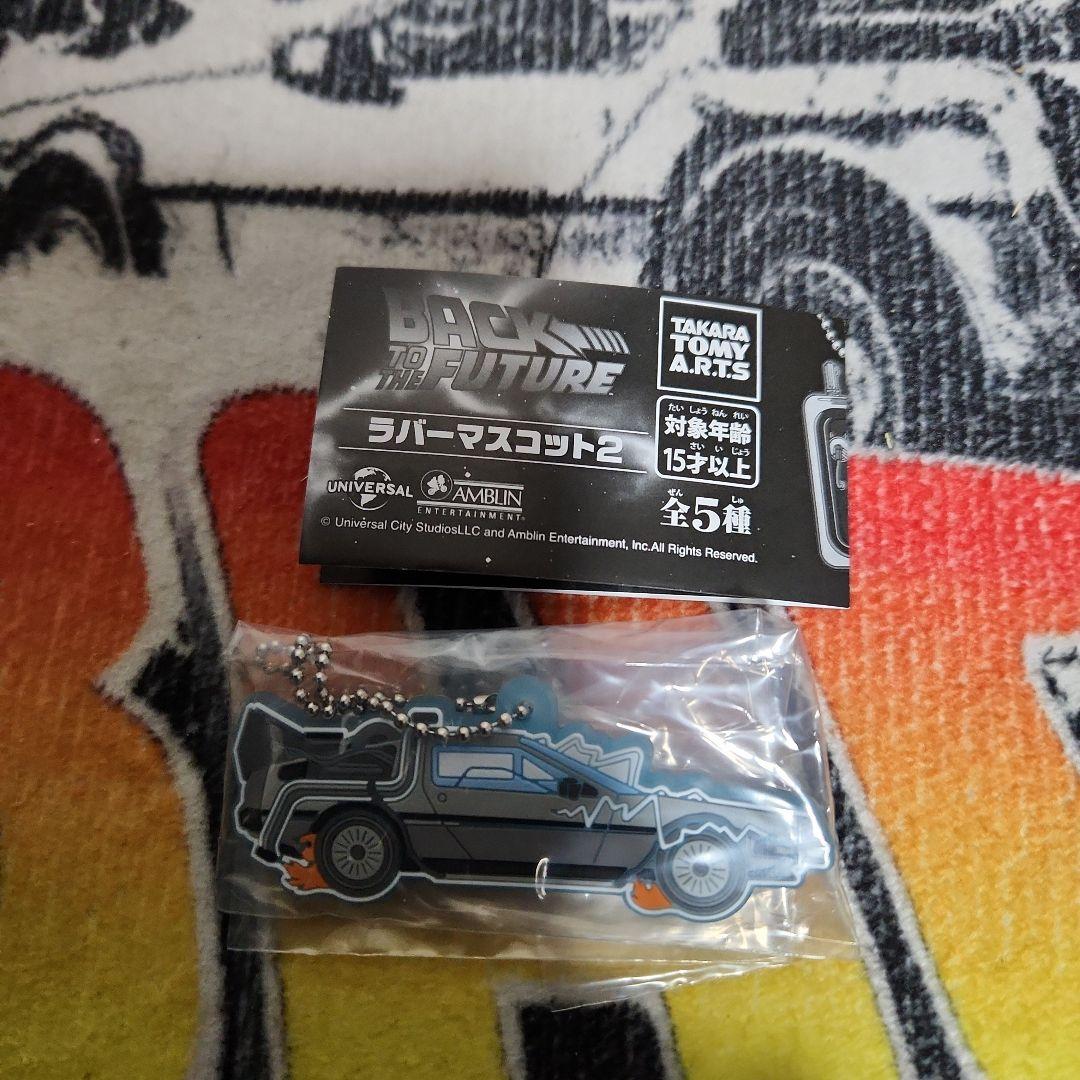 BACK
TO THE FUTURE
ラバーマスコット2
UNIVERSAL
AMBLIN
ENTERTAINMENT
© Universal City StudiosLLC and Amblin Entertainment, Inc.All Rights Reserved.
TAKARA
TOMY
A.R.T.S
たいしょうねんれい
対象年齢
さいいじょう
15才以上
ぜん しゅ
全5種